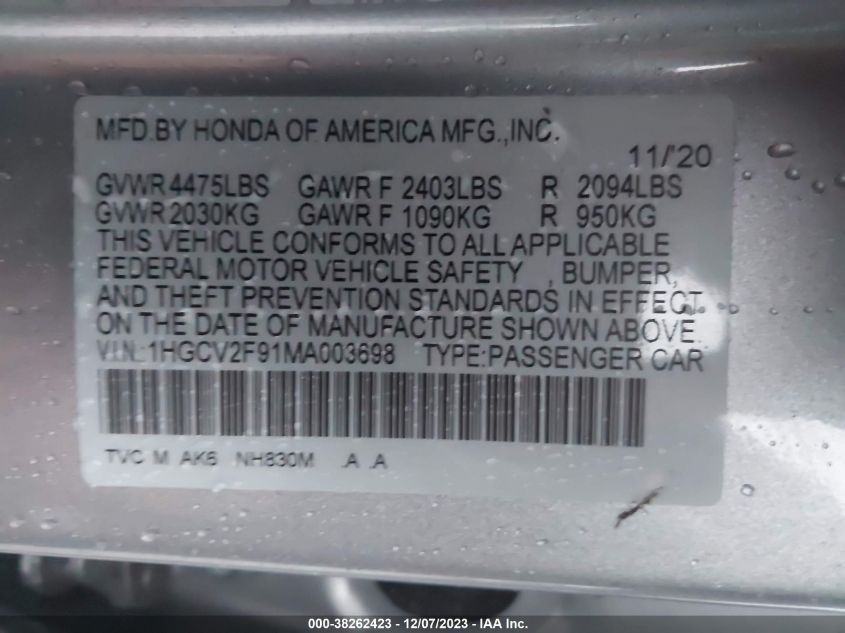 MFD.BY HONDA OF AMERICA MFG.,INC.
11/'20
GVWR 4475LBS GAWR F 2403LBS R 2094LBS
GVWR 2030KG GAWR F 1090KG R 950KG
THIS VEHICLE CONFORMS TO ALL APPLICABLE
FEDERAL MOTOR VEHICLE SAFETY , BUMPER,
AND THEFT PREVENTION STANDARDS IN EFFECT
ON THE DATE OF MANUFACTURE SHOWN ABOVE.
V.I.N.:1HGCV2F91MA003698 TYPE:PASSENGER CAR
TVC M AK6 NH830M .A .A
000-38262423 - 12/07/2023 - IAA Inc.